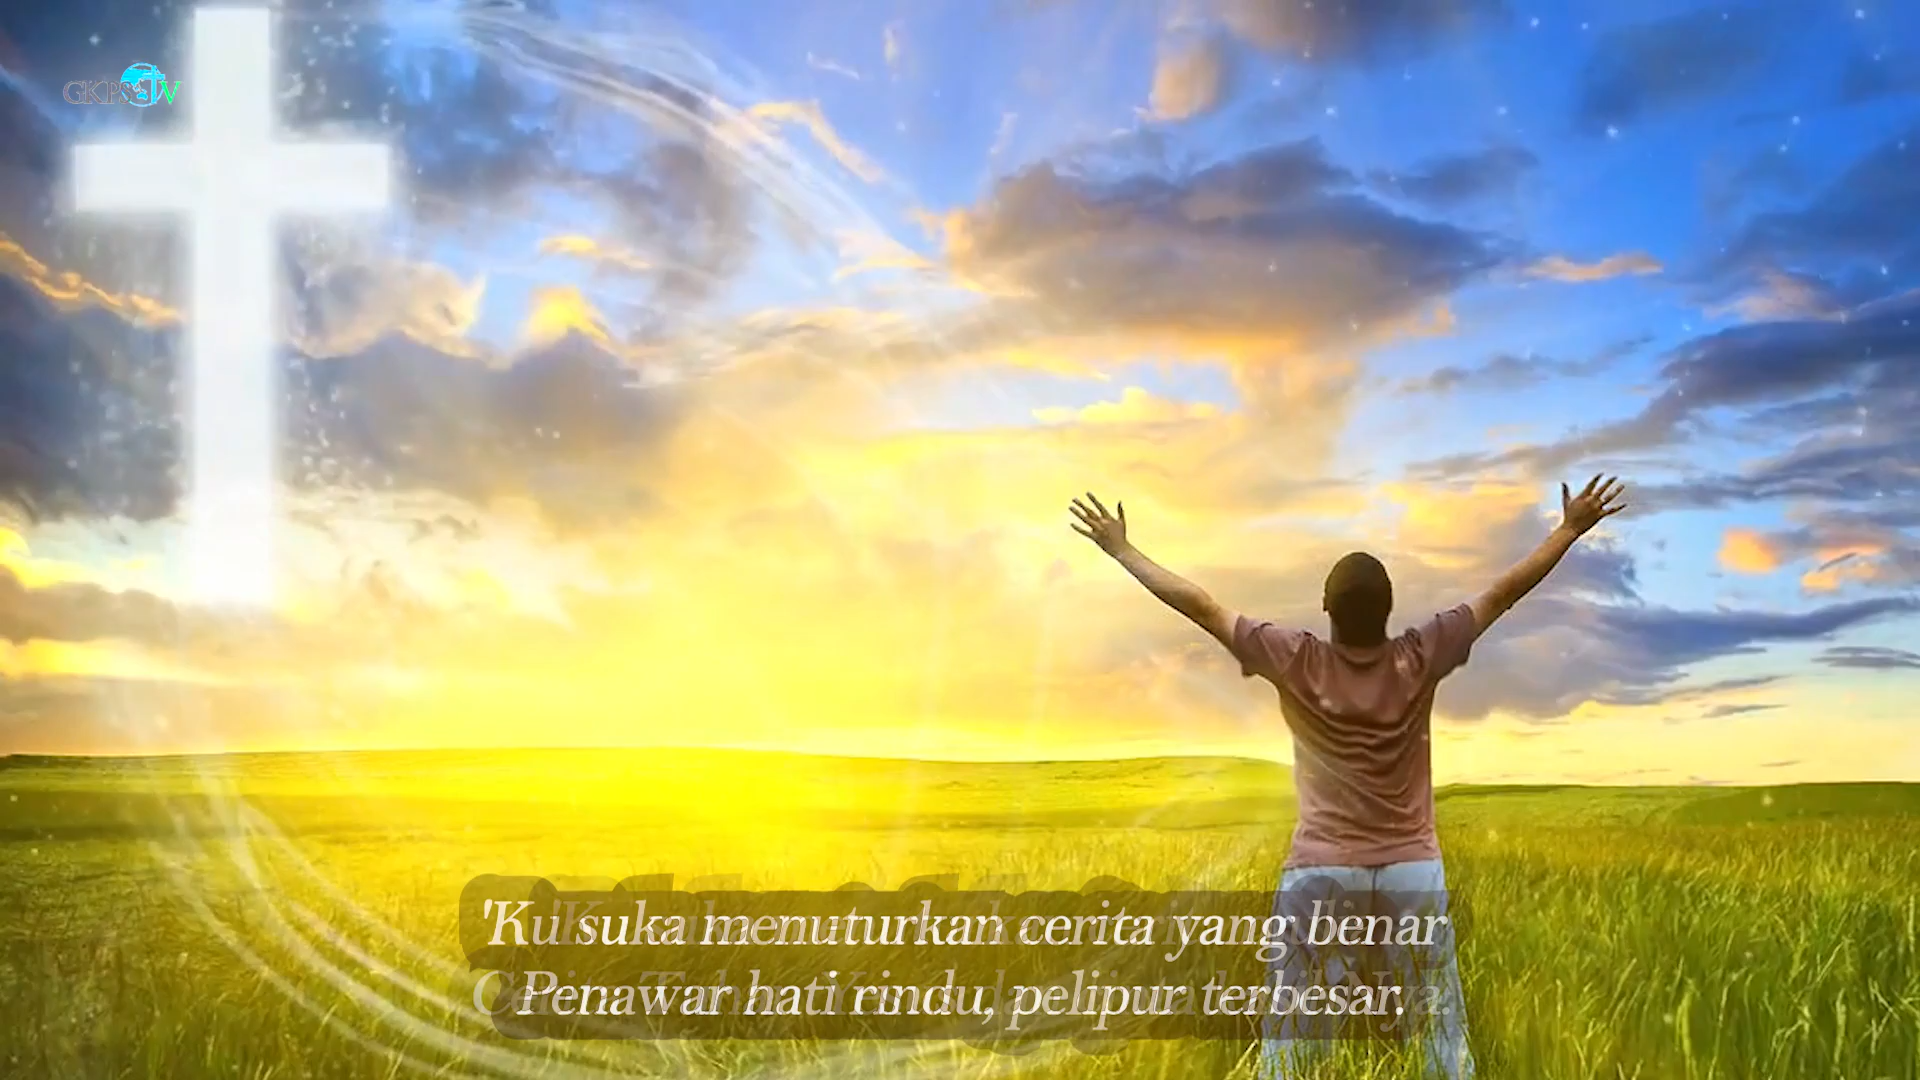 GKPS TV
'Ku suka menuturkan cerita yang benar
Penawar hati rindu, pelipur terbesar.